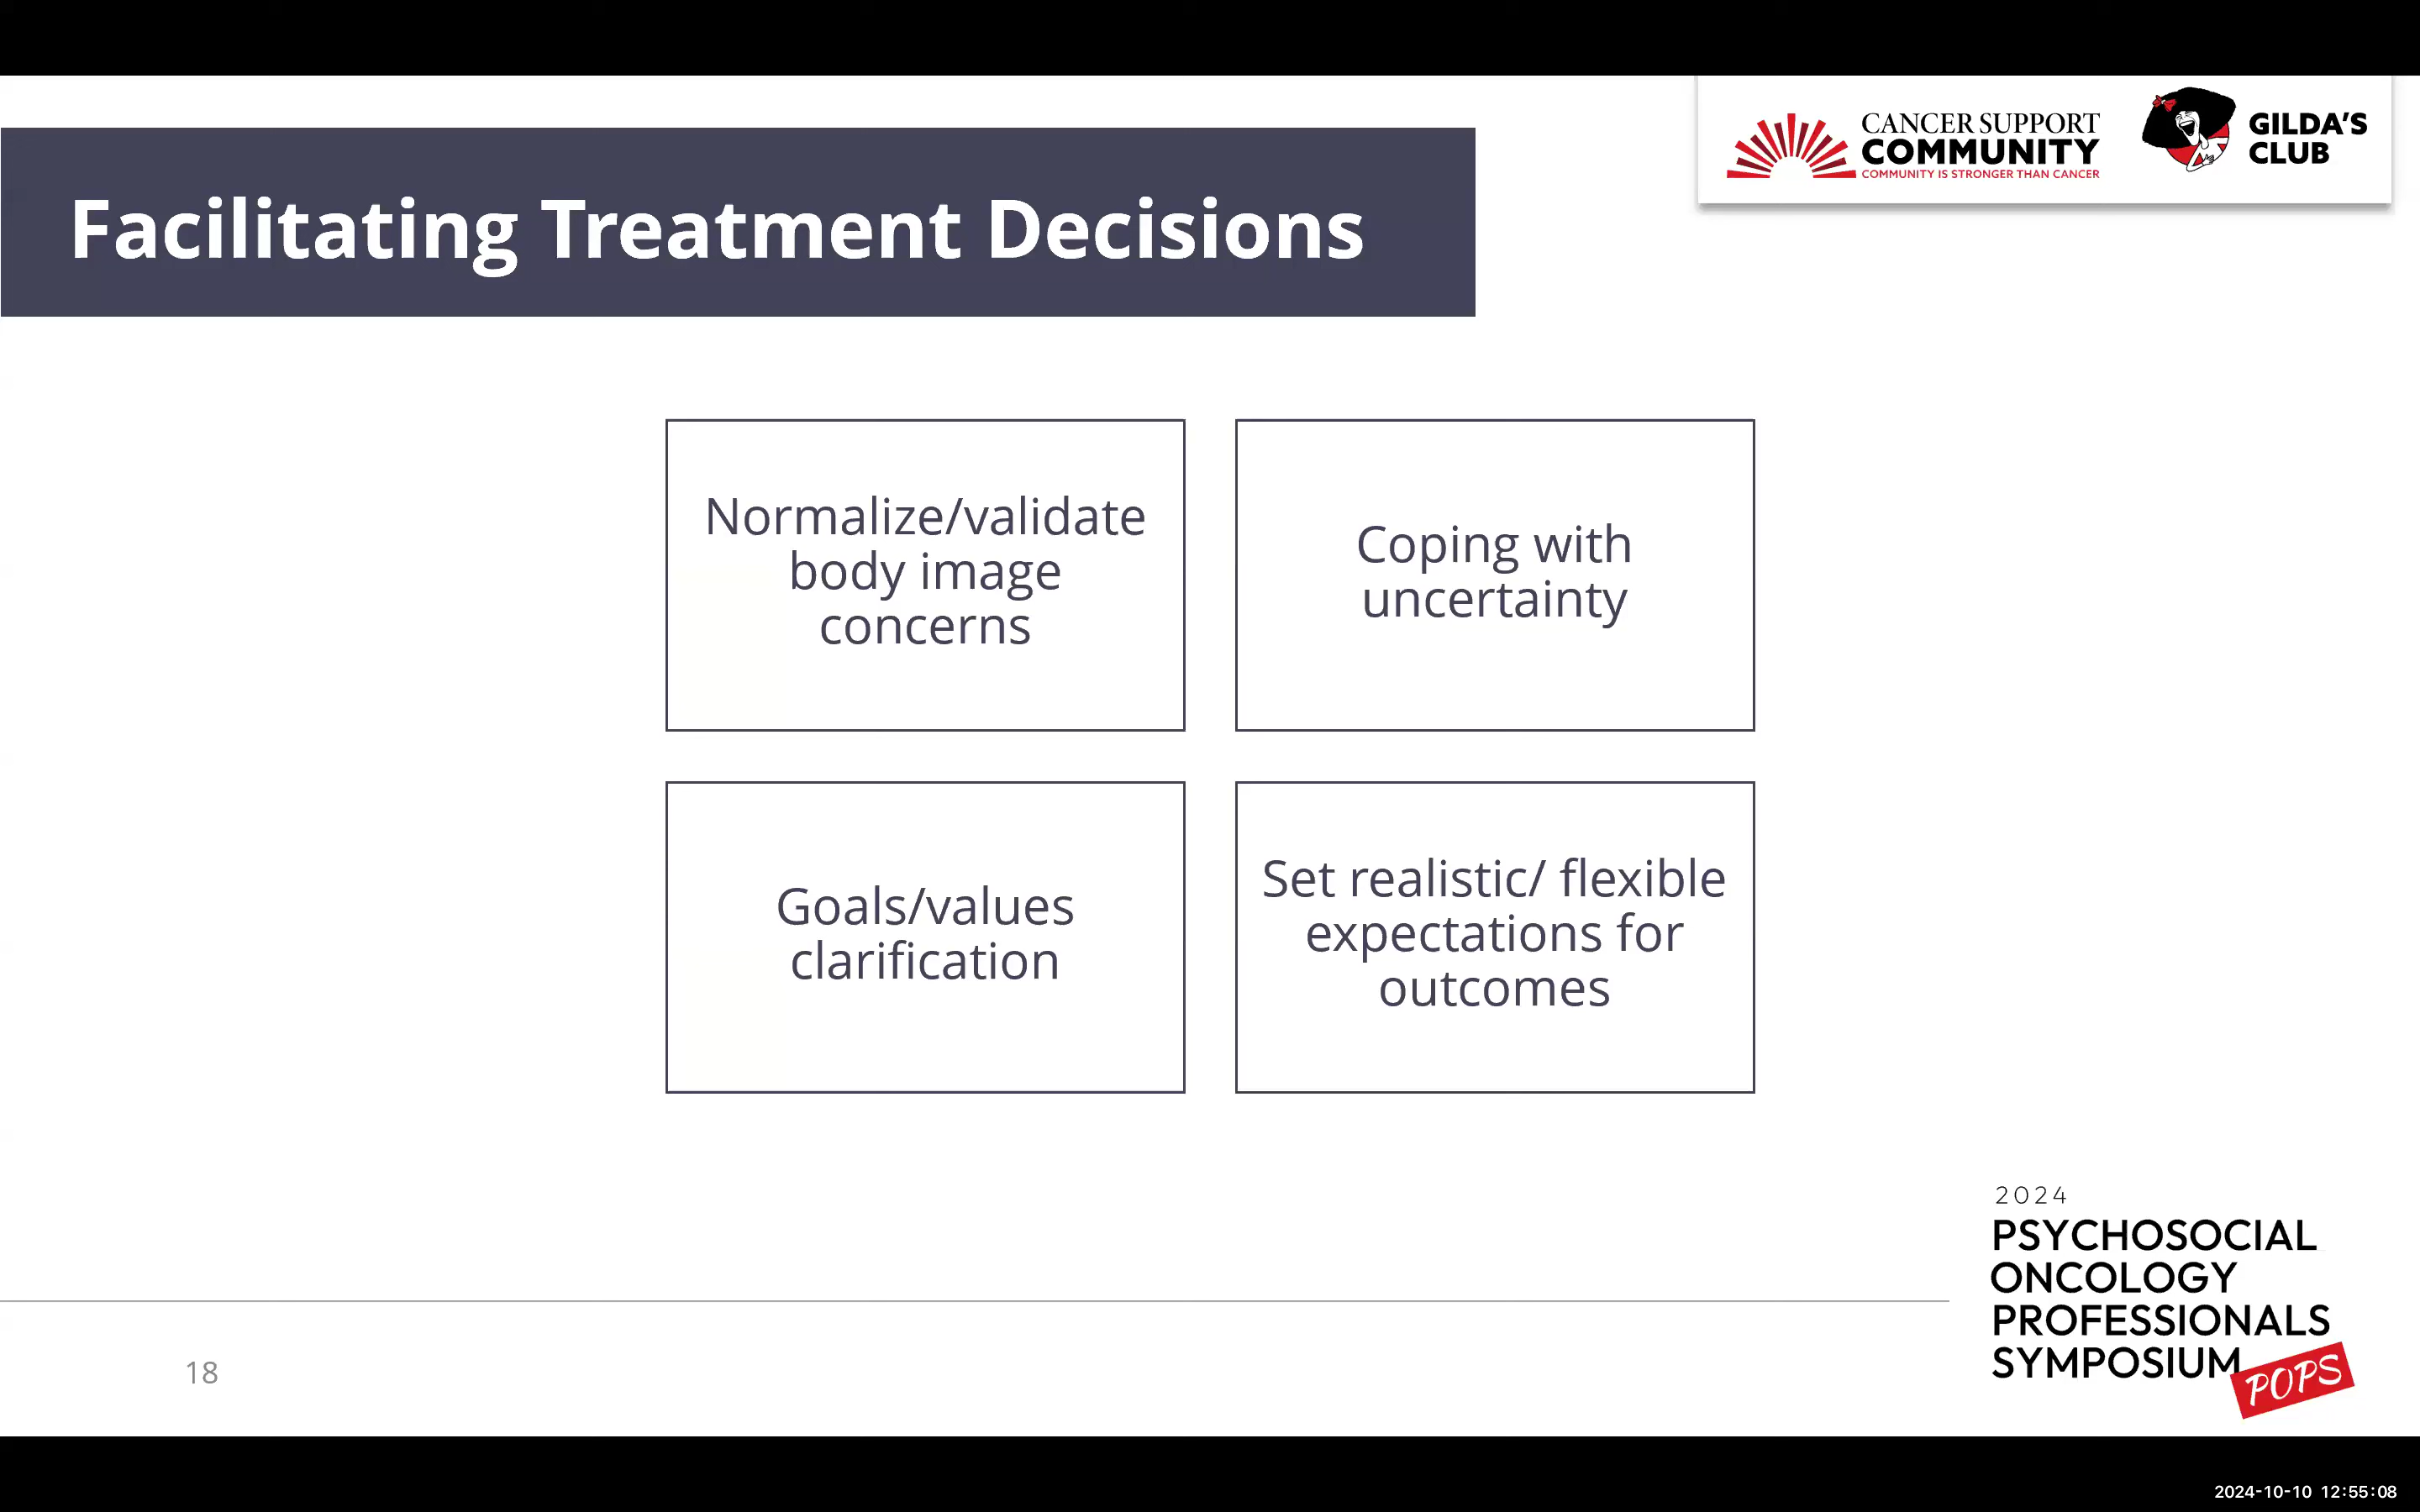 CANCER SUPPORT
COMMUNITY
COMMUNITY IS STRONGER THAN CANCER
GILDA'S
CLUB
Facilitating Treatment Decisions
Normalize/validate
body image
concerns
Coping with
uncertainty
Goals/values
clarification
Set realistic/ flexible
expectations for
outcomes
2024
PSYCHOSOCIAL
ONCOLOGY
PROFESSIONALS
SYMPOSIUM
POPS
18
2024-10-10 12:55:08